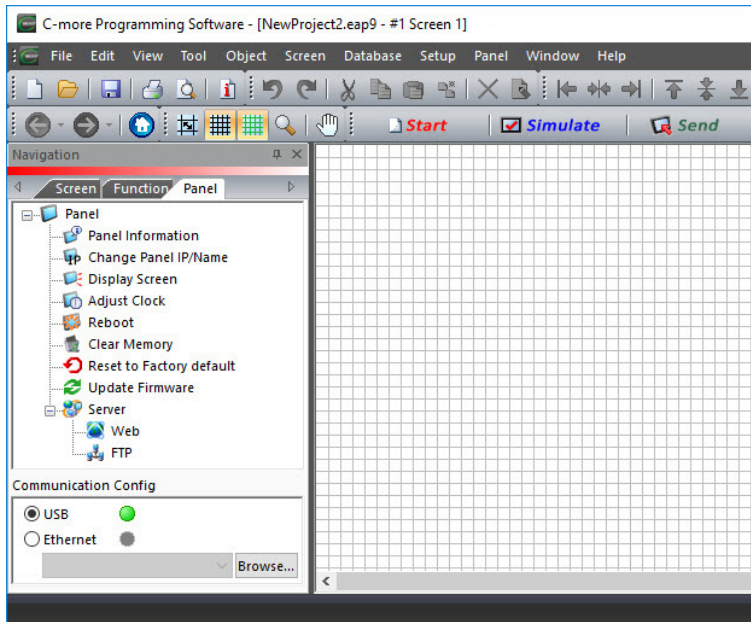 C-more Programming Software - [NewProject2.eap9 - #1 Screen 1]
File Edit View Tool Object Screen Database Setup Panel Window Help
Start Simulate Send
Navigation
Screen Function Panel
Panel
Panel Information
IP Change Panel IP/Name
Display Screen
Adjust Clock
Reboot
Clear Memory
Reset to Factory default
Update Firmware
Server
Web
FTP
Communication Config
USB
Ethernet
Browse...